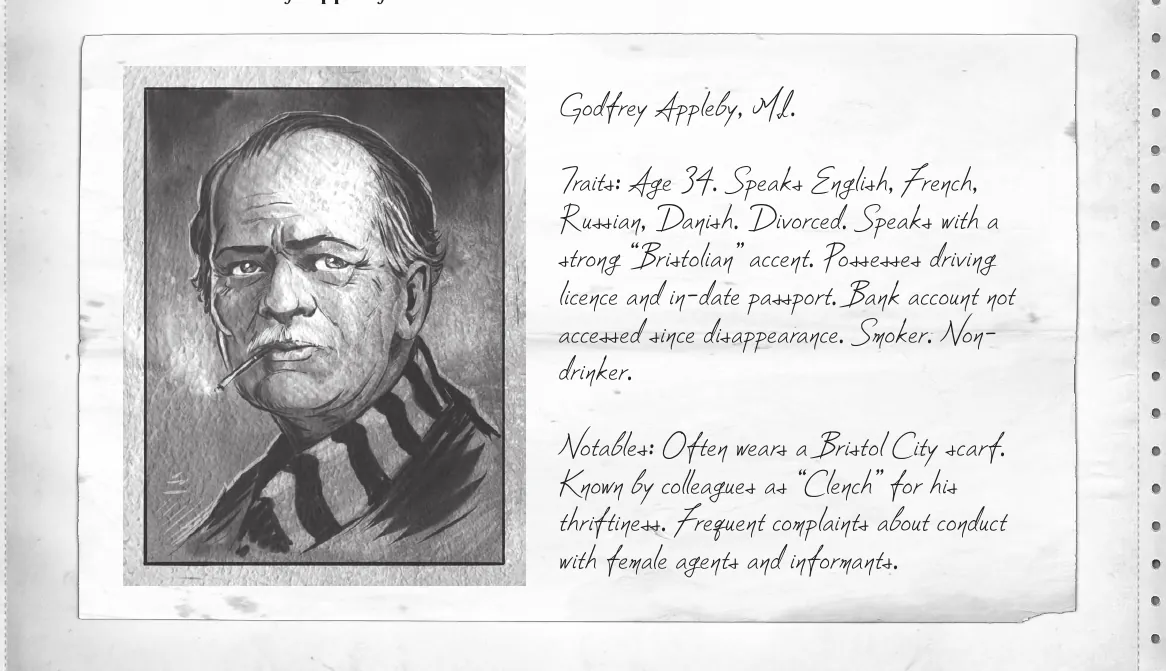 Godfrey Appleby, M.I.
Traits: Age 34. Speaks English, French,
Russian, Danish. Divorced. Speaks with a
strong “Bristolian” accent. Possesses driving
licence and in-date passport. Bank account not
accessed since disappearance. Smoker. Non-
drinker.
Notables: Often wears a Bristol City scarf.
Known by colleagues as “Clench” for his
thriftiness. Frequent complaints about conduct
with female agents and informants.